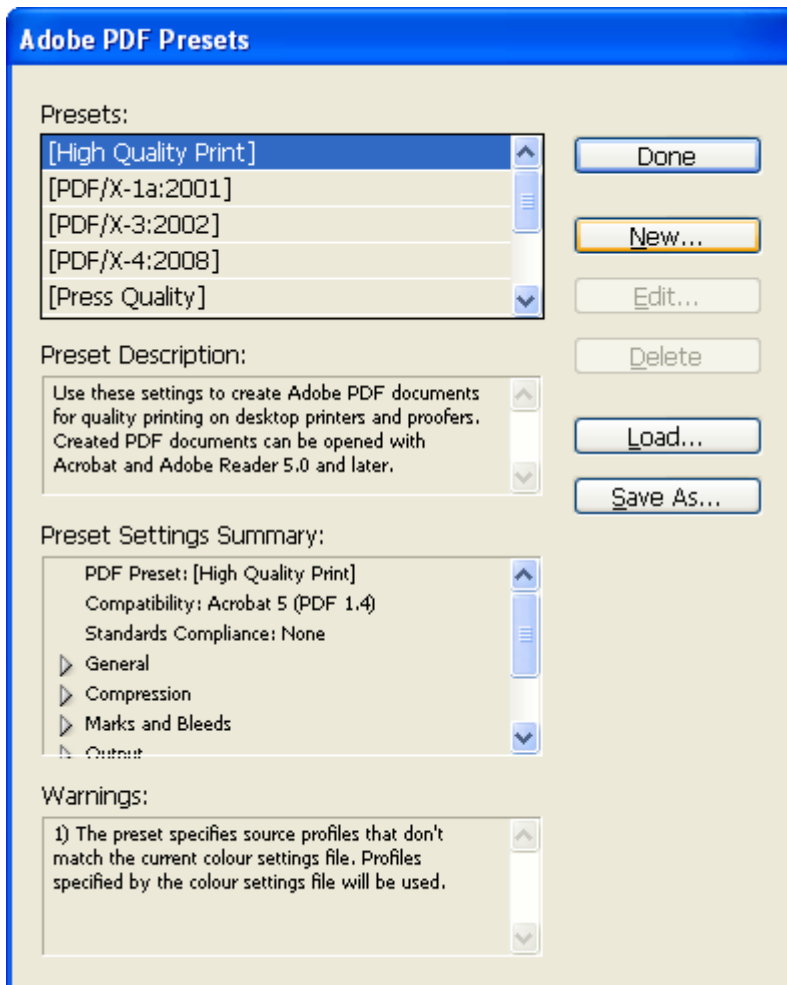 Adobe PDF Presets
Presets:
[High Quality Print]
[PDF/X-1a:2001]
[PDF/X-3:2002]
[PDF/X-4:2008]
[Press Quality]
Done
New...
Edit...
Delete
Load...
Save As...
Preset Description:
Use these settings to create Adobe PDF documents
for quality printing on desktop printers and proofers.
Created PDF documents can be opened with
Acrobat and Adobe Reader 5.0 and later.
Preset Settings Summary:
PDF Preset: [High Quality Print]
Compatibility: Acrobat 5 (PDF 1.4)
Standards Compliance: None
General
Compression
Marks and Bleeds
Output
Warnings:
1) The preset specifies source profiles that don't
match the current colour settings file. Profiles
specified by the colour settings file will be used.